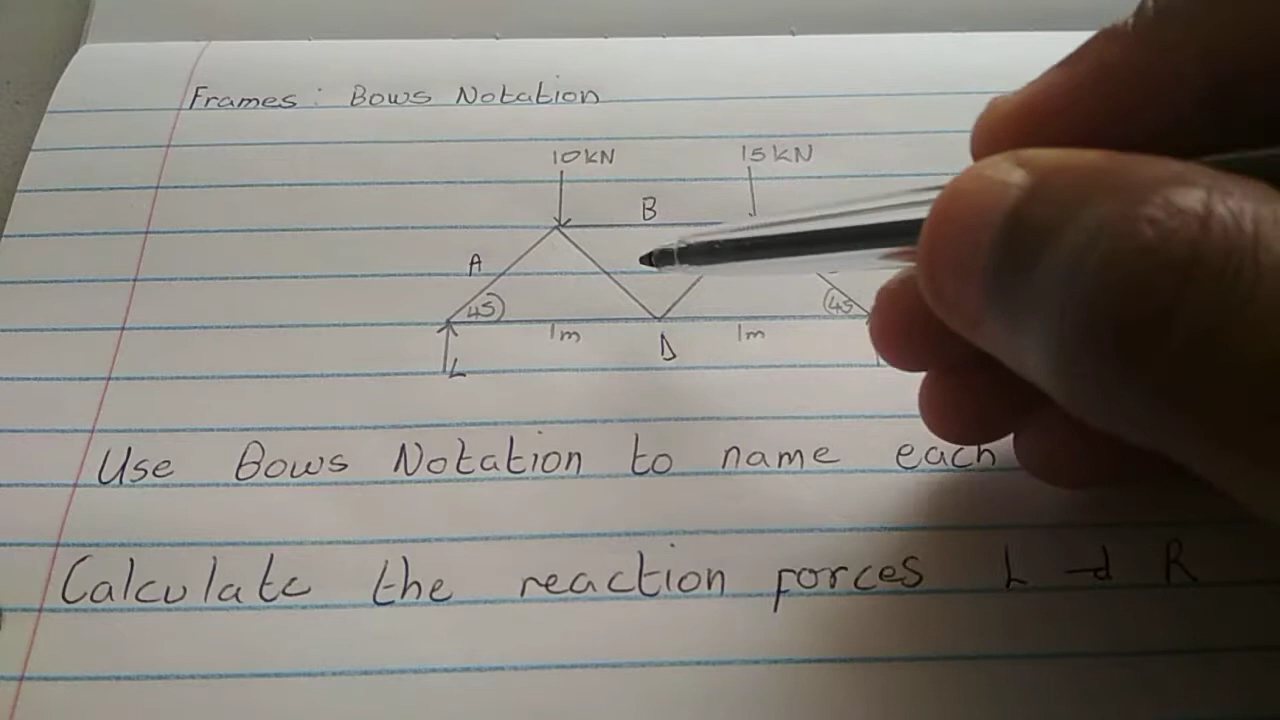 Frames: Bows Notation
10kN 15kN
B
A
45 45
1m 1m
D
L
Use Bows Notation to name each
Calculate the reaction forces L d R